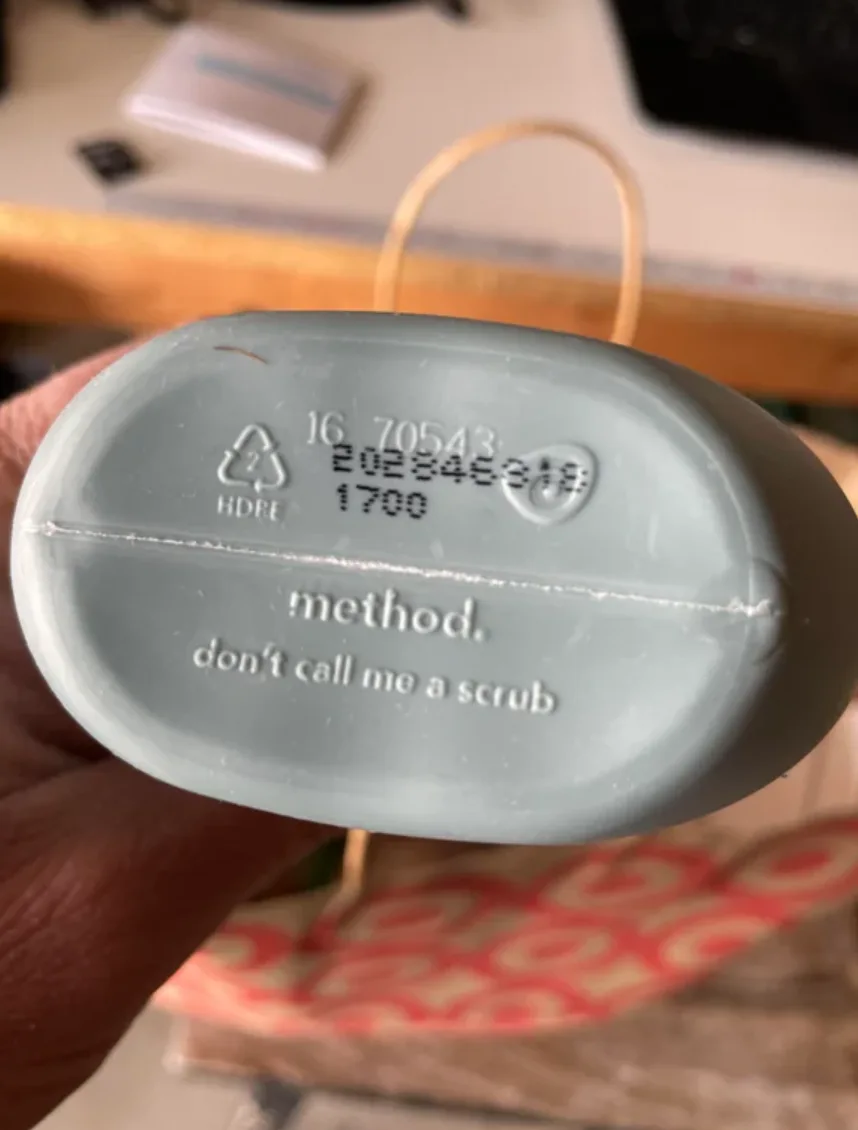 16 70543
2
HDPE
1700
method.
don't call me a scrub